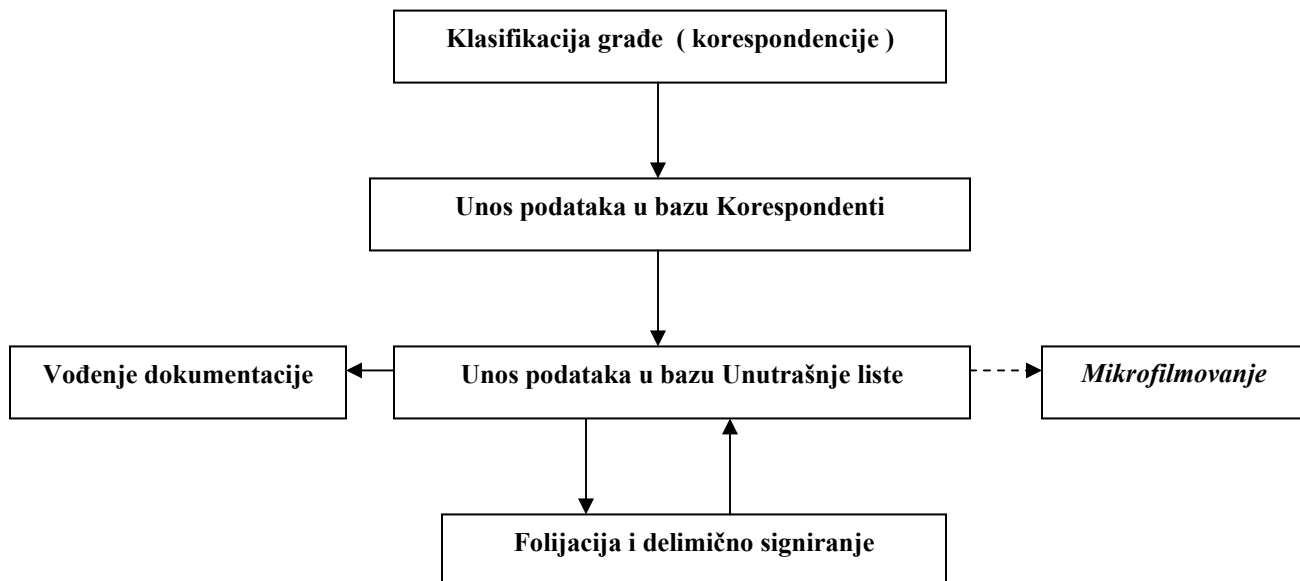 Klasifikacija građe ( korespondencije )
Unos podataka u bazu Korespondenti
Vođenje dokumentacije
Unos podataka u bazu Unutrašnje liste
Mikrofilmovanje
Folijacija i delimično signiranje